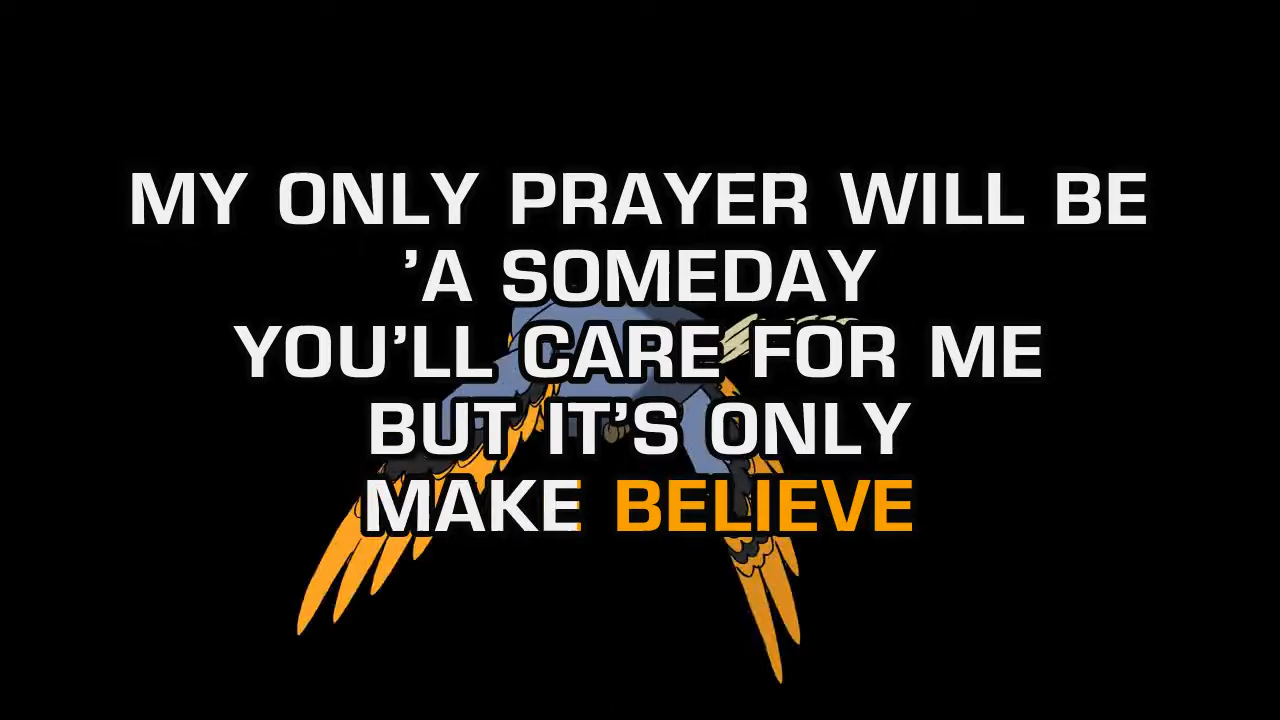 MY ONLY PRAYER WILL BE
'A SOMEDAY
YOU'LL CARE FOR ME
BUT IT'S ONLY
MAKE BELIEVE